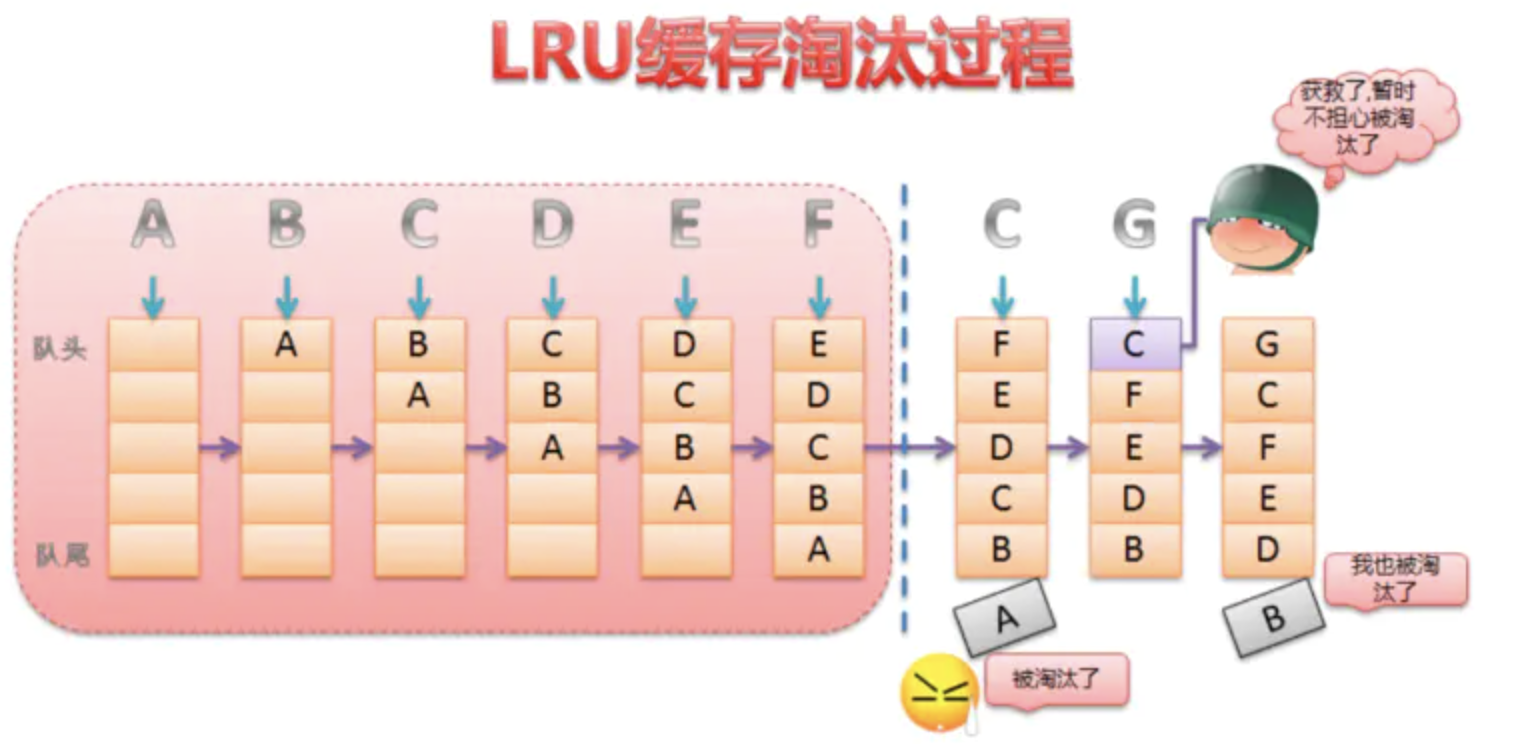 LRU缓存淘汰过程
获救了,暂时
不担心被淘
汰了
A B C D E F C G
队头 A B C D E F C G
A B C D E F C
A B C D E F
A B C D E
队尾 A B B D
A B
我也被淘
汰了
被淘汰了